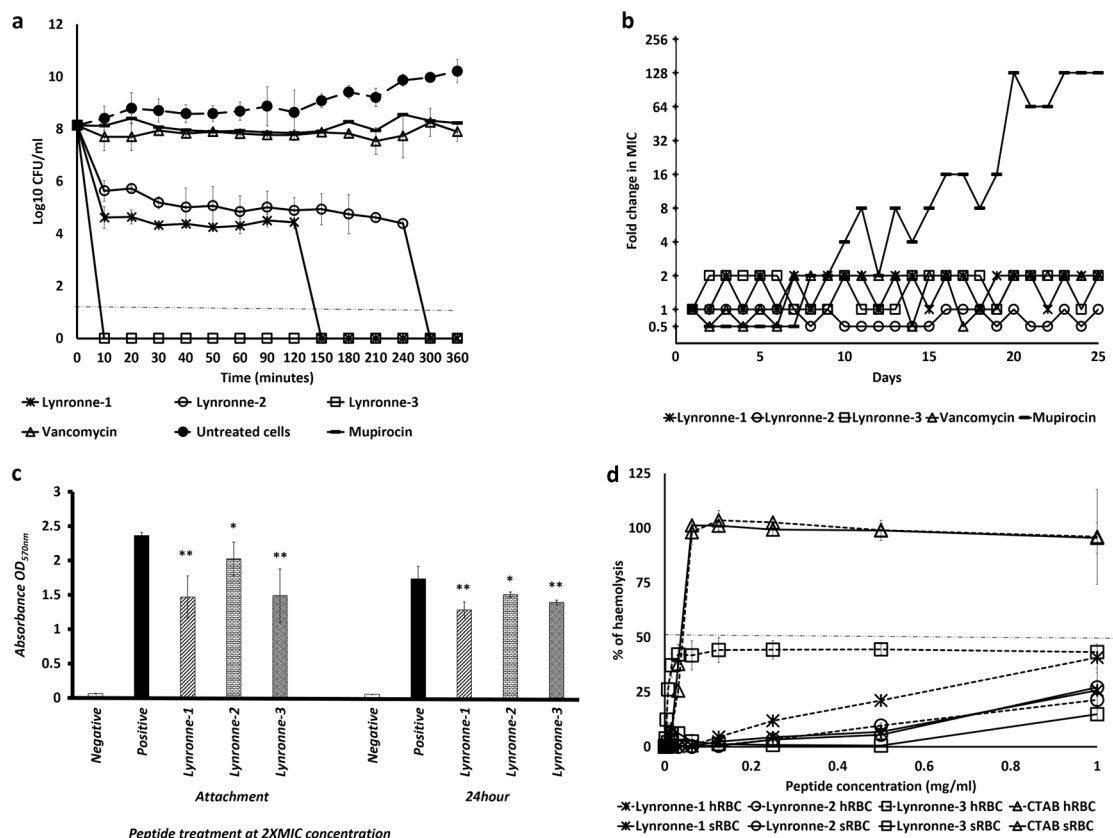 a
12
10
8
6
4
2
0
Log10 CFU/ml
0 10 20 30 40 50 60 90 120 150 180 210 240 300 360
Time (minutes)
Lynronne-1 Lynronne-2 Lynronne-3
Vancomycin Untreated cells Mupirocin
b
256
128
64
32
16
8
4
2
1
0.5
Fold change in MIC
0 5 10 15 20 25
Days
Lynronne-1 Lynronne-2 Lynronne-3 Vancomycin Mupirocin
c
3
2.5
2
1.5
1
0.5
0
Absorbance OD570nm
** * ** ** * **
Negative
Positive
Lynronne-1
Lynronne-2
Lynronne-3
Negative
Positive
Lynronne-1
Lynronne-2
Lynronne-3
Attachment 24hour
Peptide treatment at 2XMIC concentration
d
125
100
75
50
25
0
% of haemolysis
0 0.2 0.4 0.6 0.8 1
Peptide concentration (mg/ml)
Lynronne-1 hRBC Lynronne-2 hRBC Lynronne-3 hRBC CTAB hRBC
Lynronne-1 sRBC Lynronne-2 sRBC Lynronne-3 sRBC CTAB sRBC